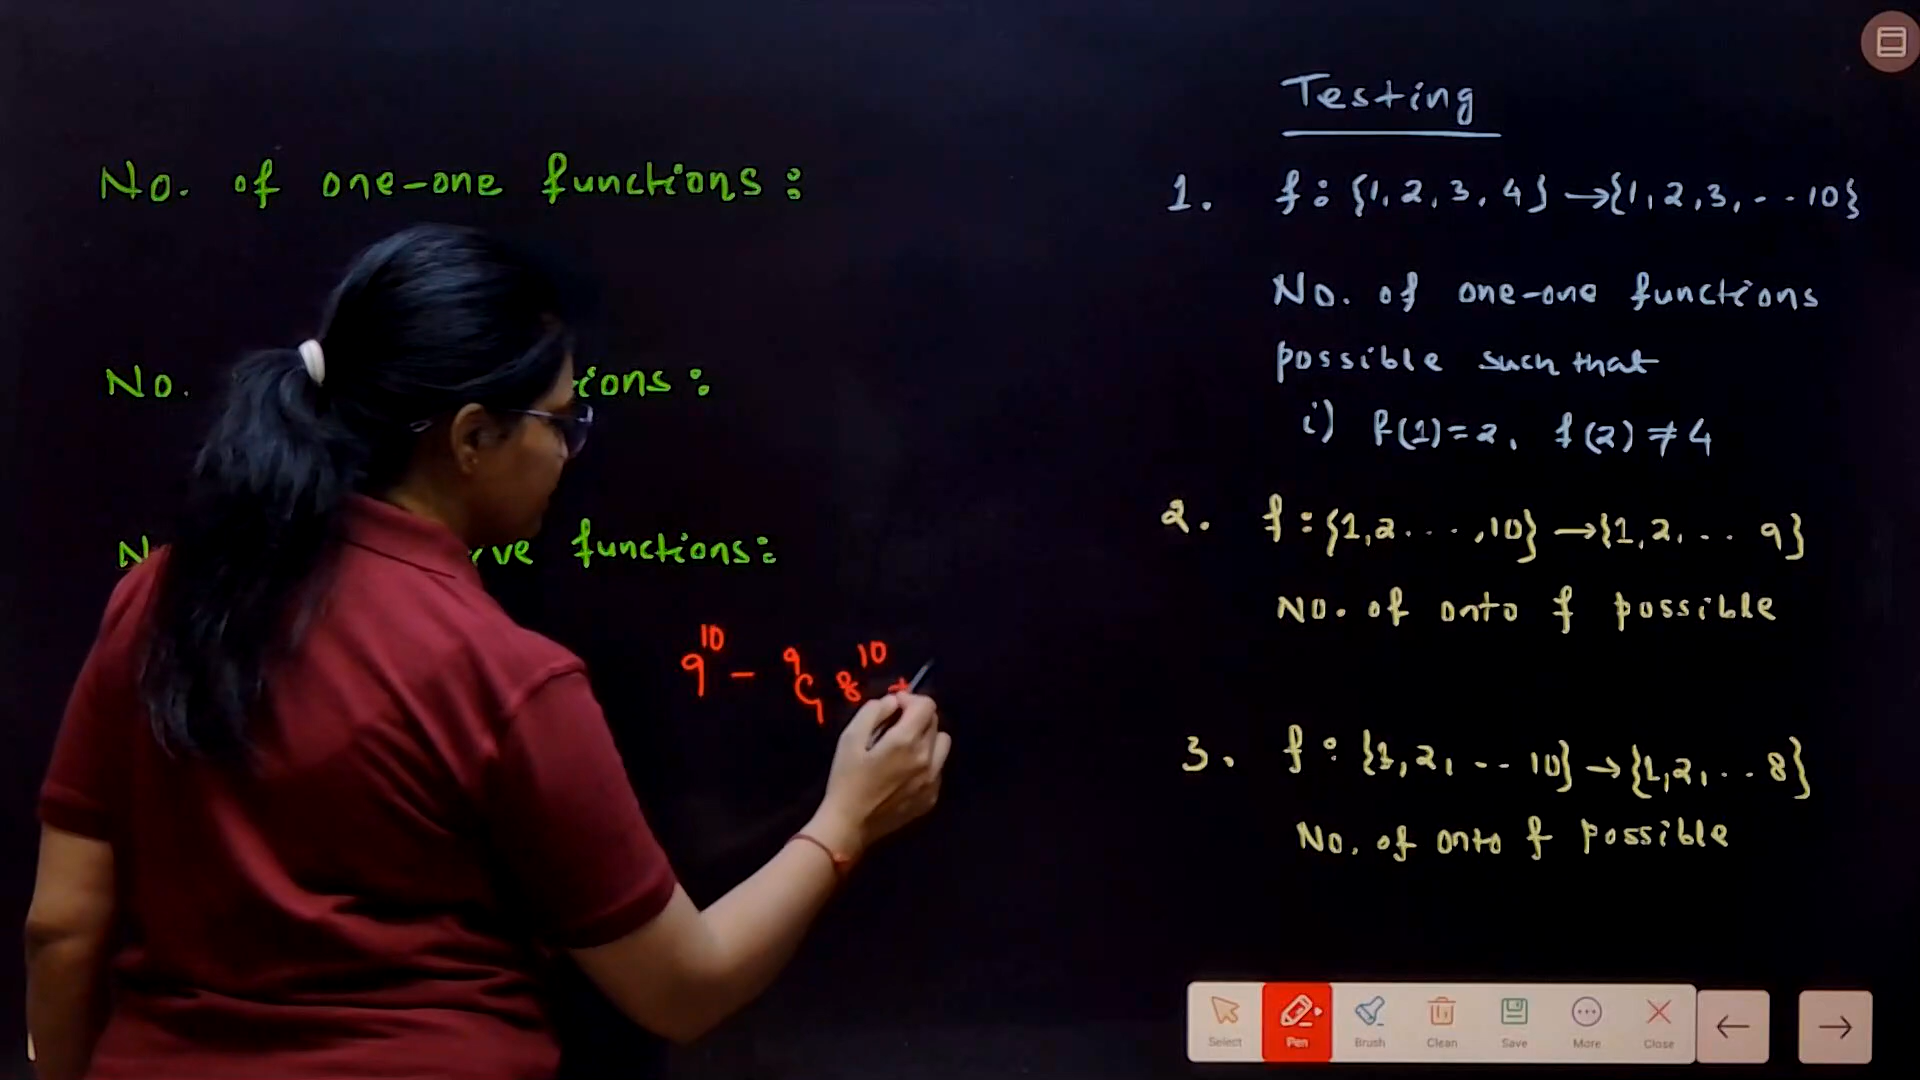 No. of one-one functions :
No.
ions :
ve functions:
9^10 - ^9C_1 8^10 +
Testing
1. f : {1, 2, 3, 4} → {1, 2, 3, - - 10}
No. of one-one functions
possible such that
i) f(1) = 2, f(2) ≠ 4
2. f : {1, 2 . . . , 10} → {1, 2, . . . 9}
No. of onto f possible
3. f : {1, 2, - - 10} → {1, 2, . . 8}
No. of onto f possible
Select Pen Brush Clean Save More Close